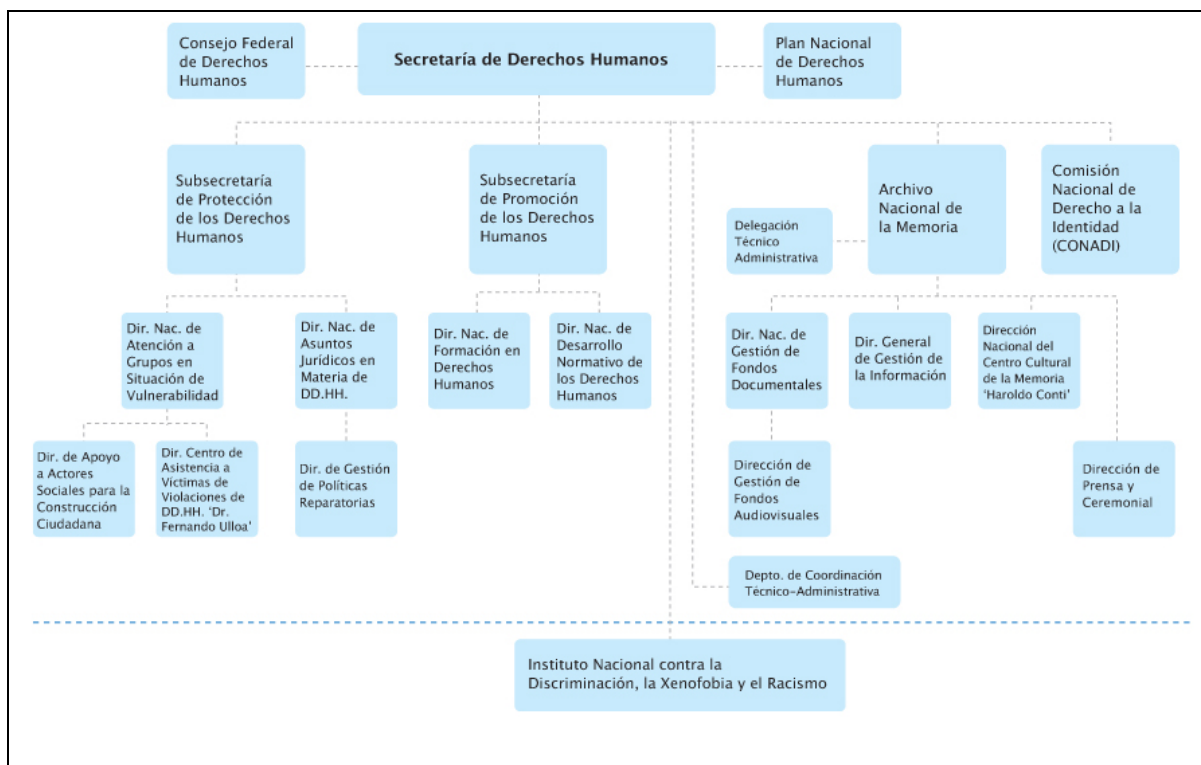 Consejo Federal
de Derechos
Humanos
Secretaría de Derechos Humanos
Plan Nacional
de Derechos
Humanos
Subsecretaría
de Protección
de los Derechos
Humanos
Subsecretaría
de Promoción
de los Derechos
Humanos
Archivo
Nacional de
la Memoria
Comisión
Nacional de
Derecho a la
Identidad
(CONADI)
Delegación
Técnico
Administrativa
Dir. Nac. de
Atención a
Grupos en
Situación de
Vulnerabilidad
Dir. Nac. de
Asuntos
Jurídicos en
Materia de
DD.HH.
Dir. Nac. de
Formación en
Derechos
Humanos
Dir. Nac. de
Desarrollo
Normativo de
los Derechos
Humanos
Dir. Nac. de
Gestión de
Fondos
Documentales
Dir. General
de Gestión de
la Información
Dirección
Nacional del
Centro Cultural
de la Memoria
‘Haroldo Conti’
Dir. de Apoyo
a Actores
Sociales para la
Construcción
Ciudadana
Dir. Centro de
Asistencia a
Víctimas de
Violaciones de
DD.HH. ‘Dr.
Fernando Ulloa’
Dir. de Gestión
de Políticas
Reparatorias
Dirección de
Gestión de
Fondos
Audiovisuales
Dirección de
Prensa y
Ceremonial
Depto. de Coordinación
Técnico-Administrativa
Instituto Nacional contra la
Discriminación, la Xenofobia y el Racismo